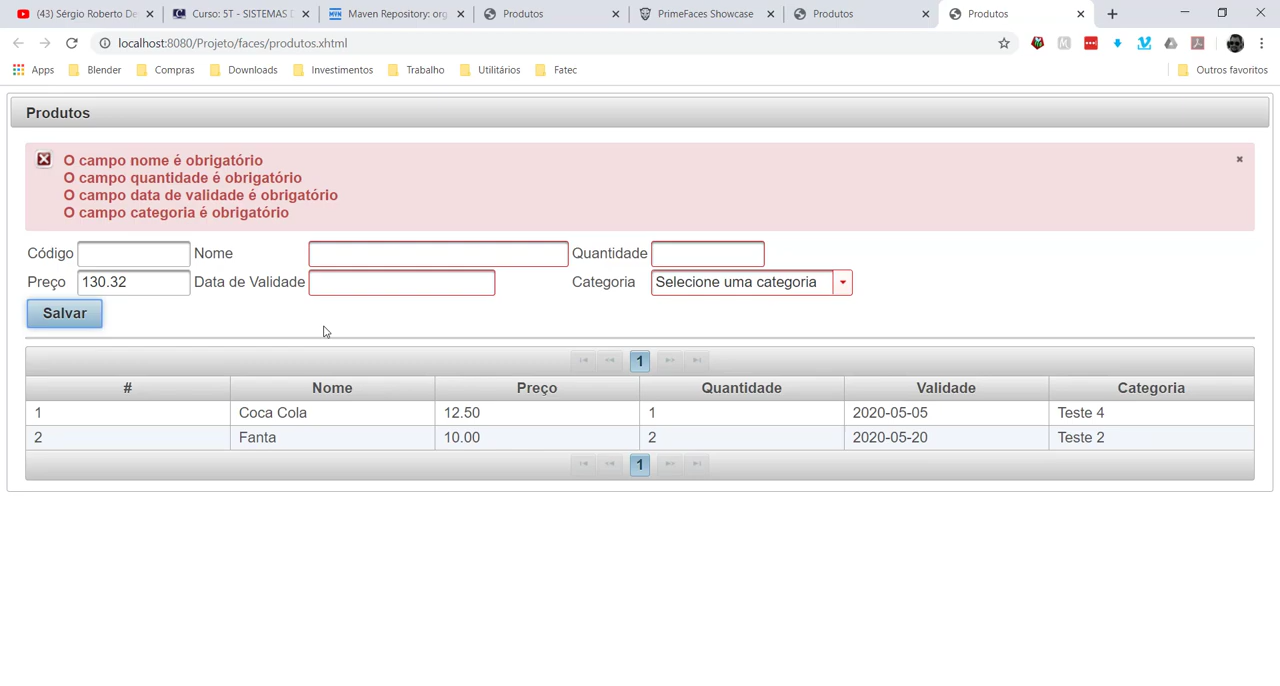 (43) Sérgio Roberto De
Curso: 5T - SISTEMAS
Maven Repository: org
Produtos
PrimeFaces Showcase
Produtos
Produtos
localhost:8080/Projeto/faces/produtos.xhtml
Apps
Blender
Compras
Downloads
Investimentos
Trabalho
Utilitários
Fatec
Outros favoritos
Produtos
O campo nome é obrigatório
O campo quantidade é obrigatório
O campo data de validade é obrigatório
O campo categoria é obrigatório
Código Nome Quantidade
Preço 130.32 Data de Validade Categoria Selecione uma categoria
Salvar
1
# Nome Preço Quantidade Validade Categoria
1 Coca Cola 12.50 1 2020-05-05 Teste 4
2 Fanta 10.00 2 2020-05-20 Teste 2
1